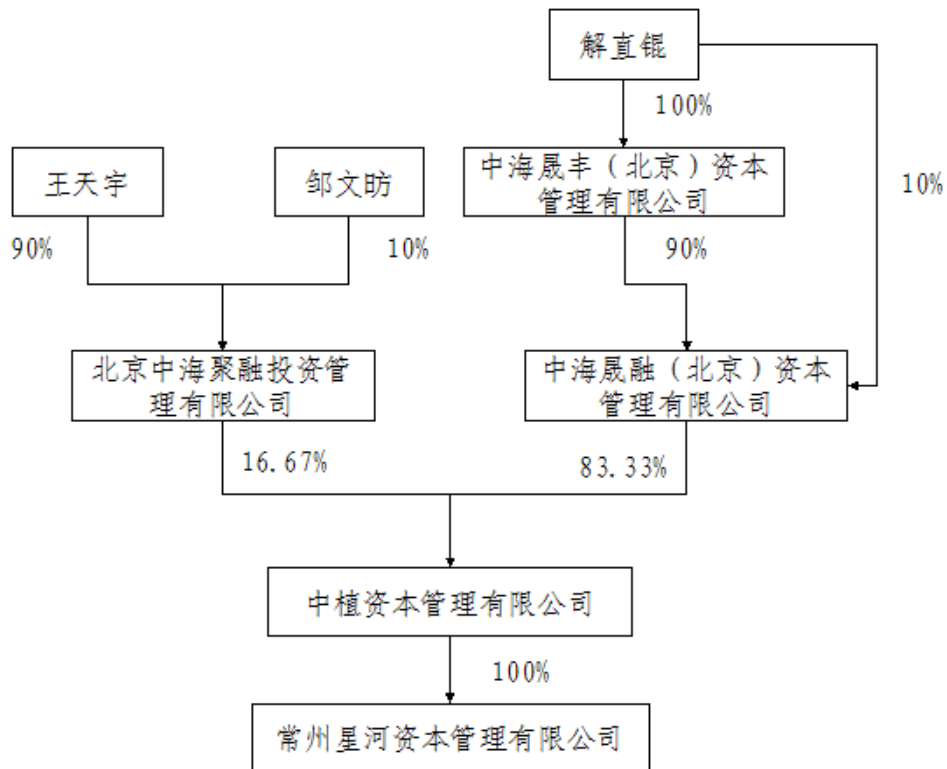 解直锟
100%
王天宇
邹文昉
中海晟丰（北京）资本
管理有限公司
10%
90%
10%
90%
北京中海聚融投资管
理有限公司
中海晟融（北京）资本
管理有限公司
16.67%
83.33%
中植资本管理有限公司
100%
常州星河资本管理有限公司